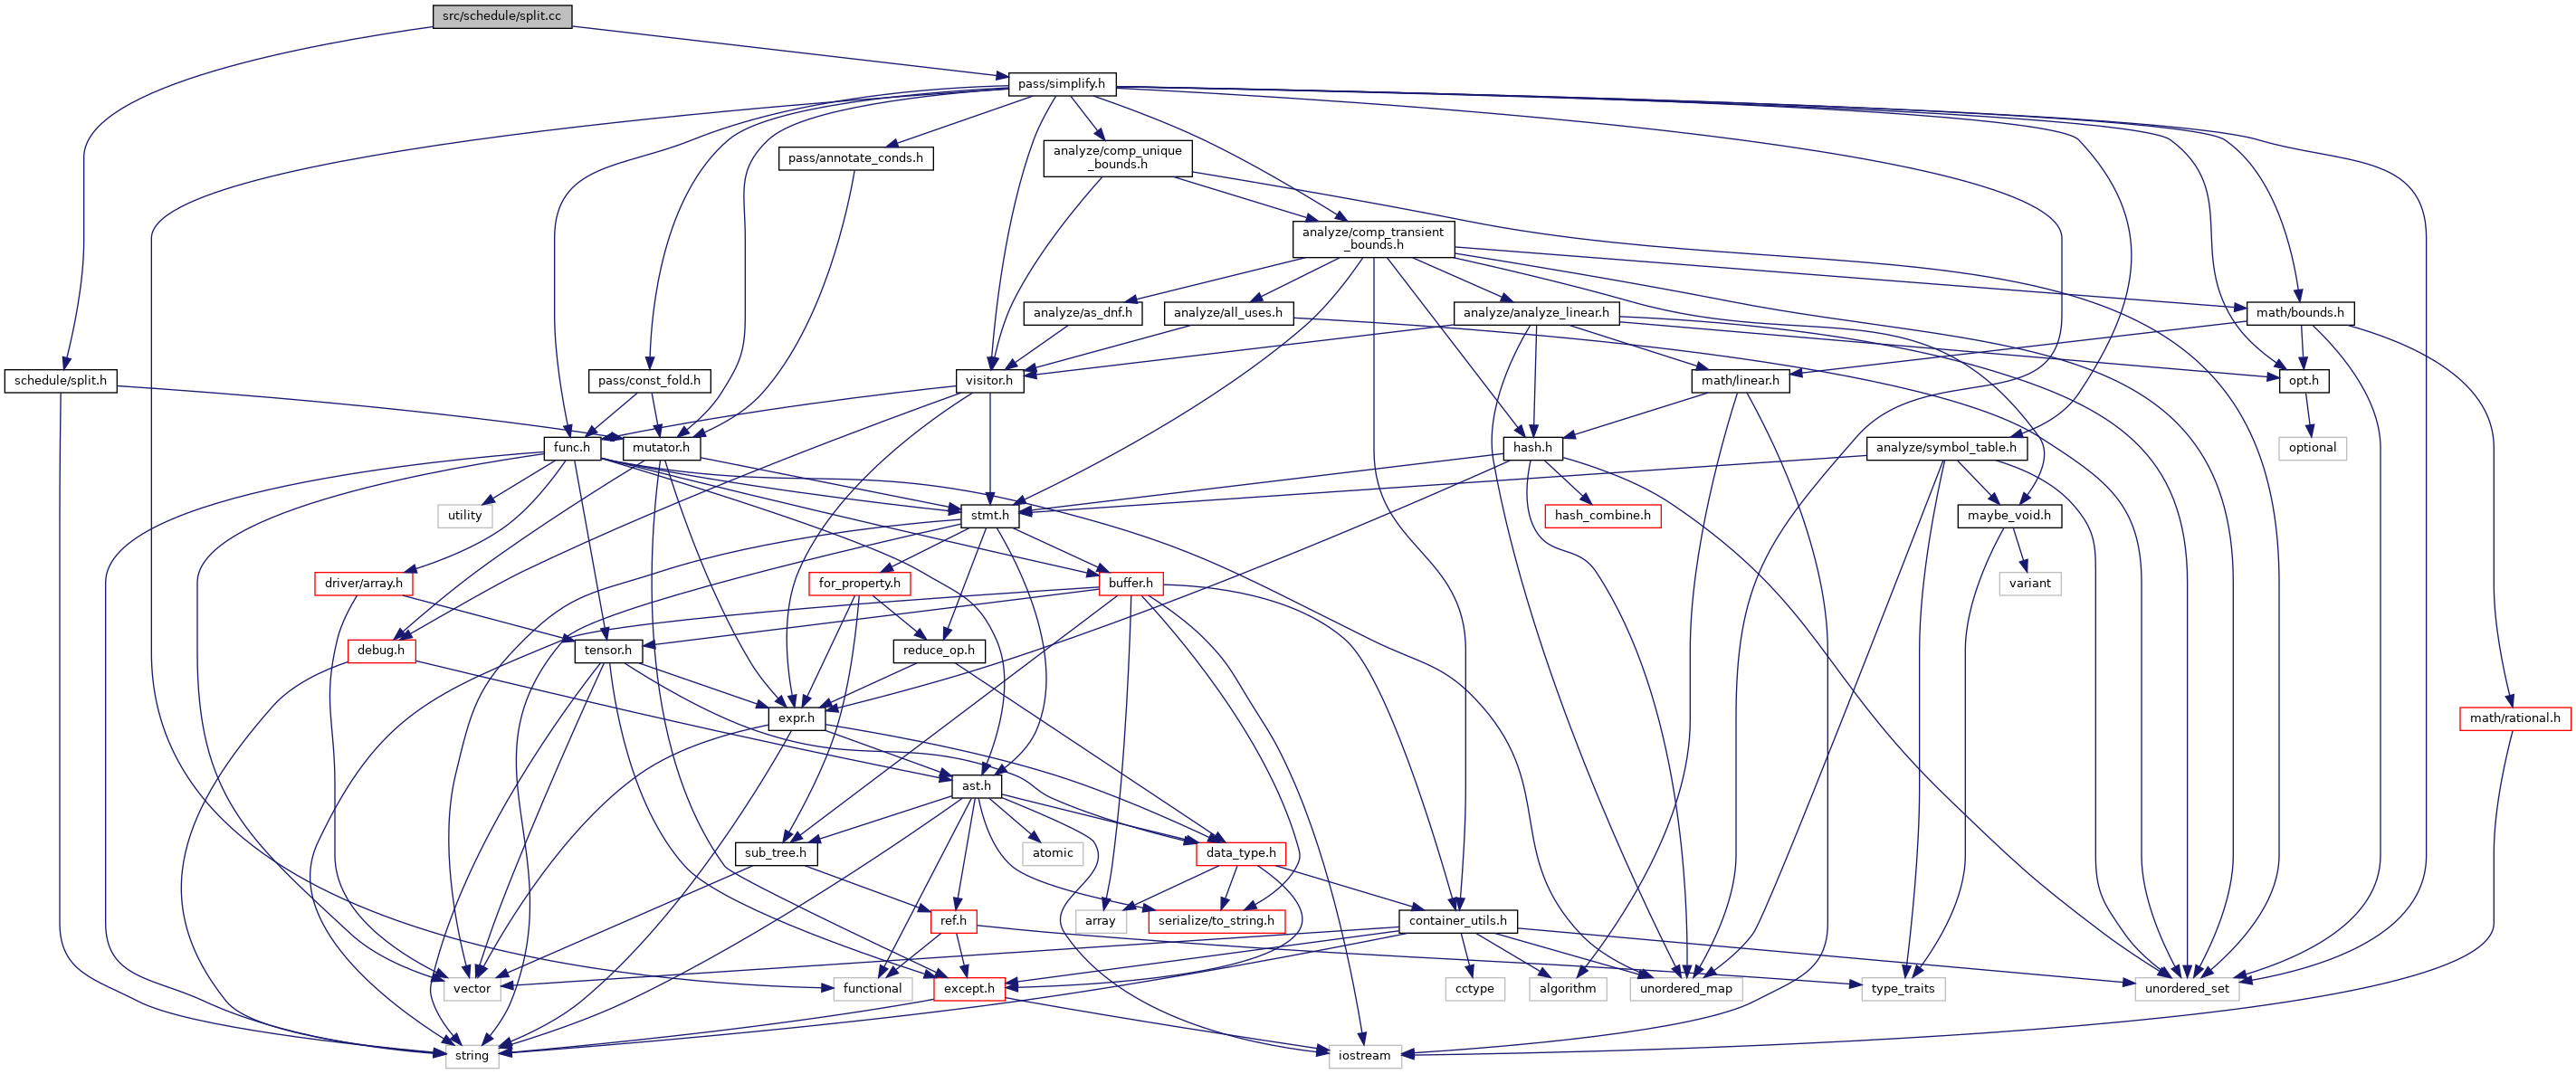 src/schedule/split.cc
pass/simplify.h
pass/annotate_conds.h
analyze/comp_unique
_bounds.h
analyze/comp_transient
_bounds.h
analyze/as_dnf.h
analyze/all_uses.h
analyze/analyze_linear.h
math/bounds.h
schedule/split.h
pass/const_fold.h
visitor.h
math/linear.h
opt.h
func.h
mutator.h
hash.h
analyze/symbol_table.h
optional
utility
stmt.h
hash_combine.h
maybe_void.h
driver/array.h
for_property.h
buffer.h
variant
debug.h
tensor.h
reduce_op.h
expr.h
math/rational.h
ast.h
sub_tree.h
atomic
data_type.h
ref.h
array
serialize/to_string.h
container_utils.h
vector
functional
except.h
cctype
algorithm
unordered_map
type_traits
unordered_set
string
iostream